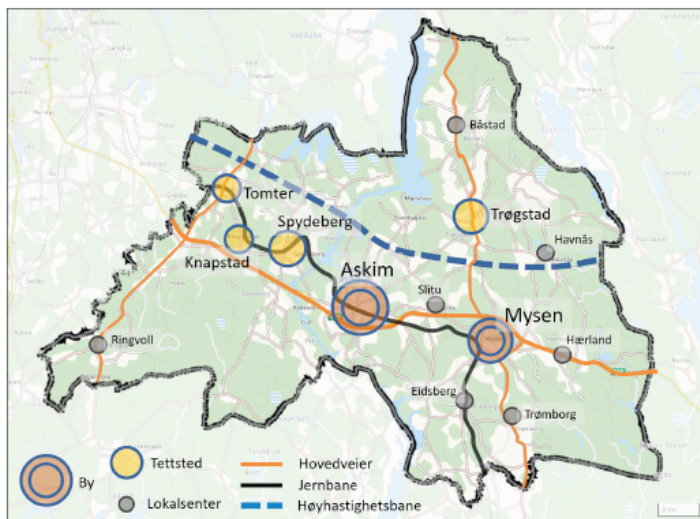 Båstad
Tomter
Trøgstad
Spydeberg
Knapstad
Havnås
Askim
Slitu
Mysen
Ringvoll
Hærland
Eidsberg
Trømborg
Tettsted
Hovedveier
By
Jernbane
Lokalsenter
Høyhastighetsbane